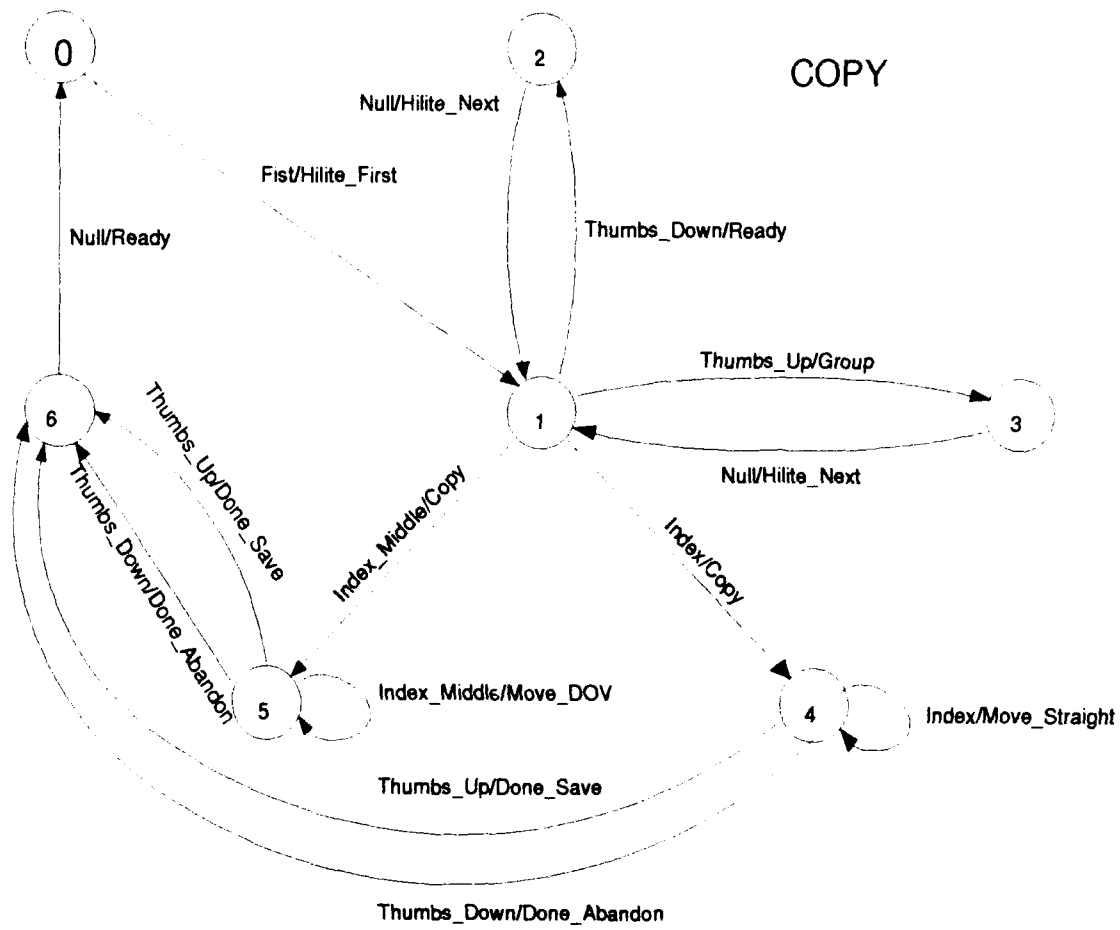 0
2
COPY
Null/Hilite_Next
Fist/Hilite_First
Thumbs_Down/Ready
Null/Ready
Thumbs_Up/Group
6
1
3
Thumbs_Up/Done_Save
Null/Hilite_Next
Thumbs_Down/Done_Abandon
Index_Middle/Copy
Index/Copy
5
Index_Middle/Move_DOV
4
Index/Move_Straight
Thumbs_Up/Done_Save
Thumbs_Down/Done_Abandon